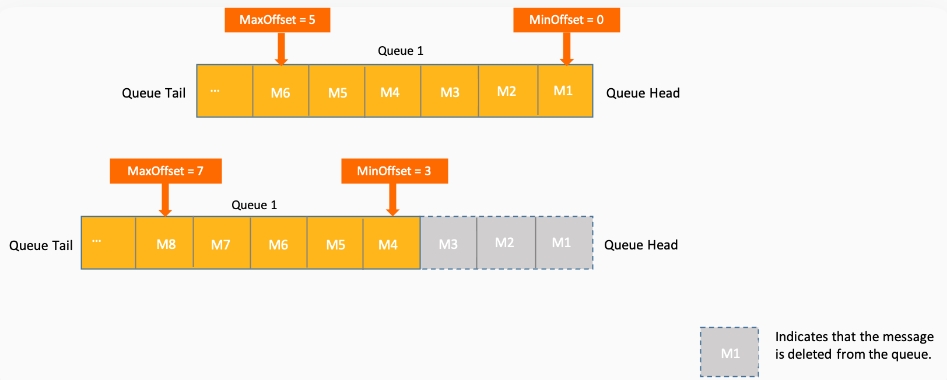 MaxOffset = 5
MinOffset = 0
Queue 1
Queue Tail
...
M6
M5
M4
M3
M2
M1
Queue Head
MaxOffset = 7
MinOffset = 3
Queue 1
Queue Tail
...
M8
M7
M6
M5
M4
M3
M2
M1
Queue Head
M1
Indicates that the message
is deleted from the queue.